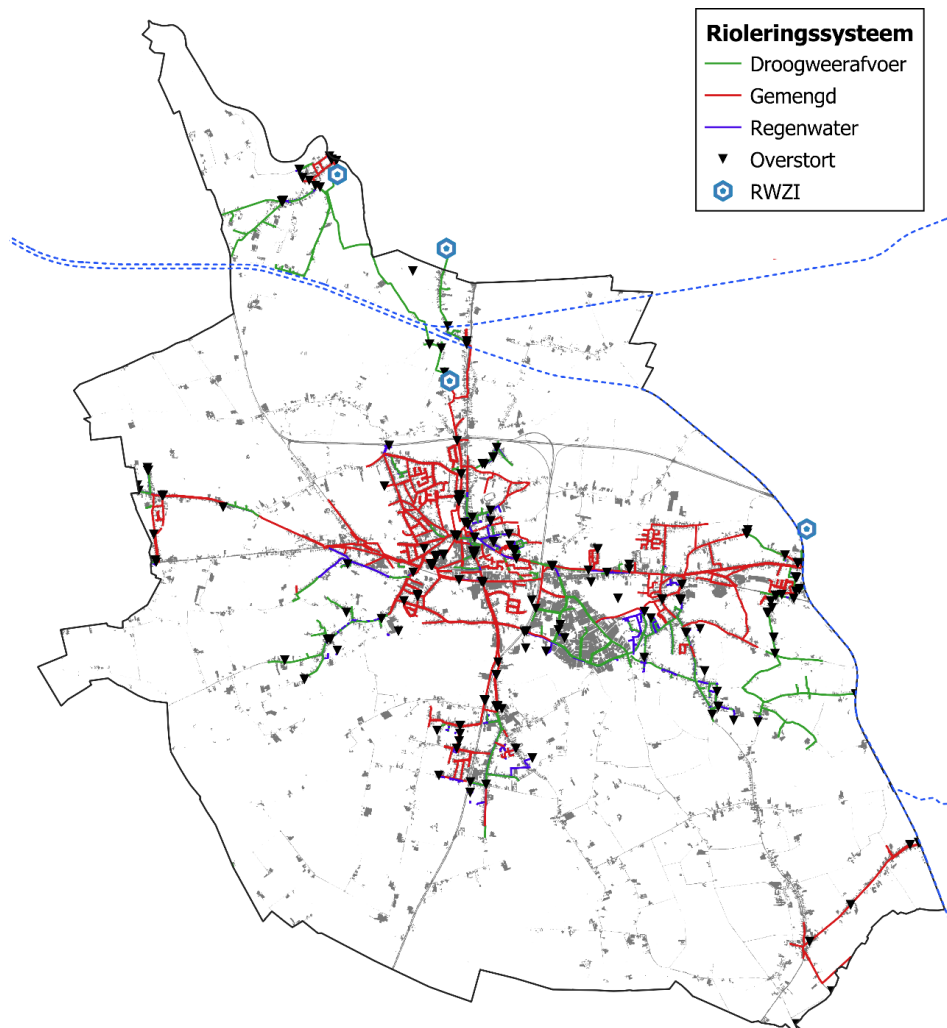 Rioleringssysteem
Droogweerafvoer
Gemengd
Regenwater
Overstort
RWZI